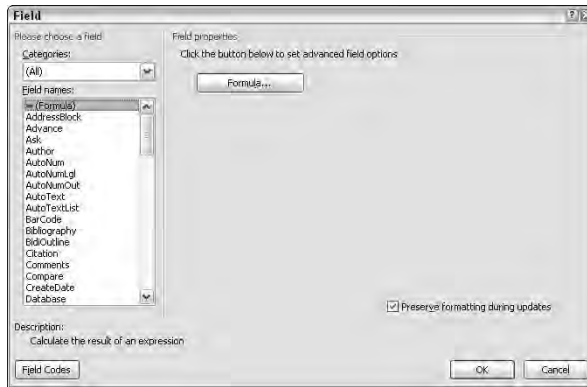 Field
Please choose a field
Categories:
(All)
Field names:
= (Formula)
AddressBlock
Advance
Ask
Author
AutoNum
AutoNumLgl
AutoNumOut
AutoText
AutoTextList
BarCode
Bibliography
BidiOutline
Citation
Comments
Compare
CreateDate
Database
Field properties
Click the button below to set advanced field options
Formula...
Preserve formatting during updates
Description:
Calculate the result of an expression
Field Codes
OK
Cancel